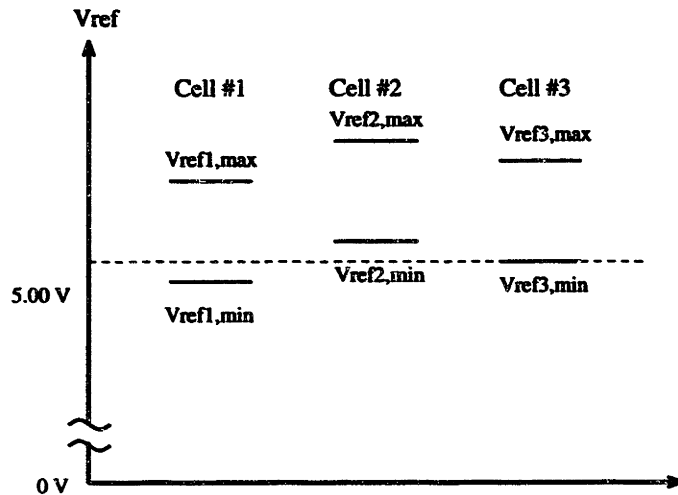 Vref
Cell #1
Cell #2
Cell #3
Vref1,max
Vref2,max
Vref3,max
5.00 V
Vref1,min
Vref2,min
Vref3,min
0 V